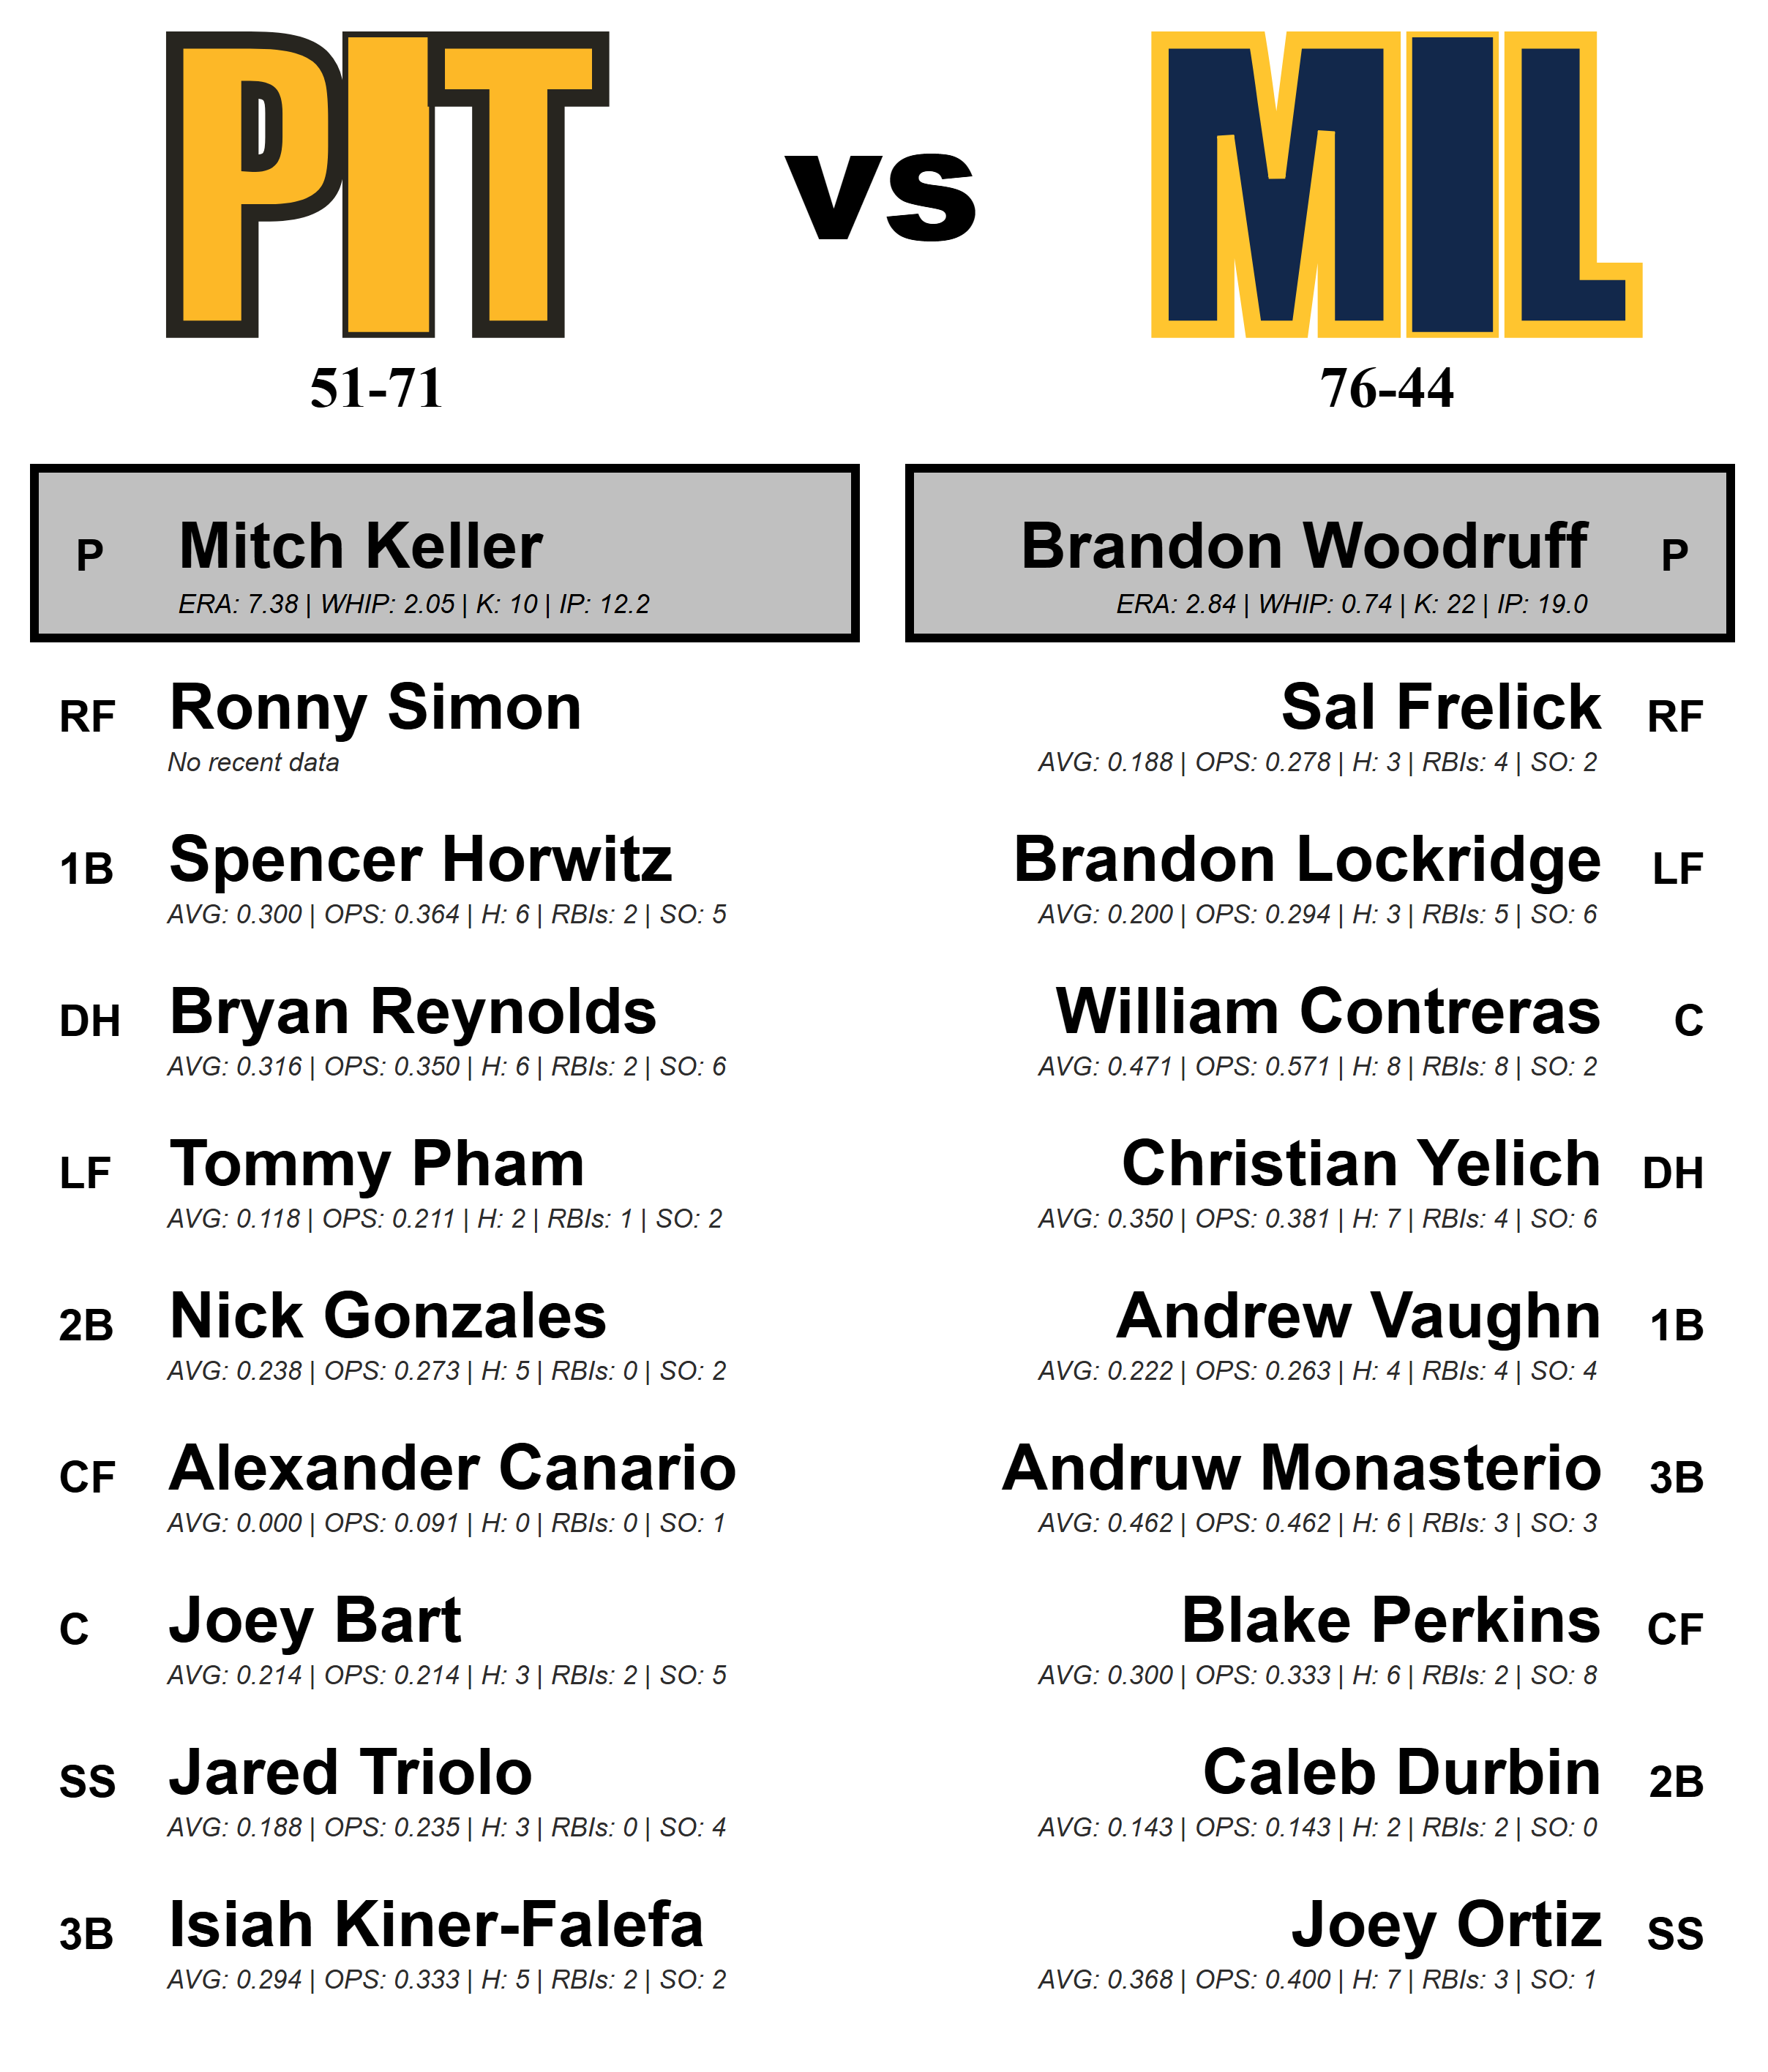 PIT vs MIL
51-71
76-44
P Mitch Keller
ERA: 7.38 | WHIP: 2.05 | K: 10 | IP: 12.2
Brandon Woodruff P
ERA: 2.84 | WHIP: 0.74 | K: 22 | IP: 19.0
RF Ronny Simon
No recent data
1B Spencer Horwitz
AVG: 0.300 | OPS: 0.364 | H: 6 | RBIs: 2 | SO: 5
DH Bryan Reynolds
AVG: 0.316 | OPS: 0.350 | H: 6 | RBIs: 2 | SO: 6
LF Tommy Pham
AVG: 0.118 | OPS: 0.211 | H: 2 | RBIs: 1 | SO: 2
2B Nick Gonzales
AVG: 0.238 | OPS: 0.273 | H: 5 | RBIs: 0 | SO: 2
CF Alexander Canario
AVG: 0.000 | OPS: 0.091 | H: 0 | RBIs: 0 | SO: 1
C Joey Bart
AVG: 0.214 | OPS: 0.214 | H: 3 | RBIs: 2 | SO: 5
SS Jared Triolo
AVG: 0.188 | OPS: 0.235 | H: 3 | RBIs: 0 | SO: 4
3B Isiah Kiner-Falefa
AVG: 0.294 | OPS: 0.333 | H: 5 | RBIs: 2 | SO: 2
Sal Frelick RF
AVG: 0.188 | OPS: 0.278 | H: 3 | RBIs: 4 | SO: 2
Brandon Lockridge LF
AVG: 0.200 | OPS: 0.294 | H: 3 | RBIs: 5 | SO: 6
William Contreras C
AVG: 0.471 | OPS: 0.571 | H: 8 | RBIs: 8 | SO: 2
Christian Yelich DH
AVG: 0.350 | OPS: 0.381 | H: 7 | RBIs: 4 | SO: 6
Andrew Vaughn 1B
AVG: 0.222 | OPS: 0.263 | H: 4 | RBIs: 4 | SO: 4
Andruw Monasterio 3B
AVG: 0.462 | OPS: 0.462 | H: 6 | RBIs: 3 | SO: 3
Blake Perkins CF
AVG: 0.300 | OPS: 0.333 | H: 6 | RBIs: 2 | SO: 8
Caleb Durbin 2B
AVG: 0.143 | OPS: 0.143 | H: 2 | RBIs: 2 | SO: 0
Joey Ortiz SS
AVG: 0.368 | OPS: 0.400 | H: 7 | RBIs: 3 | SO: 1